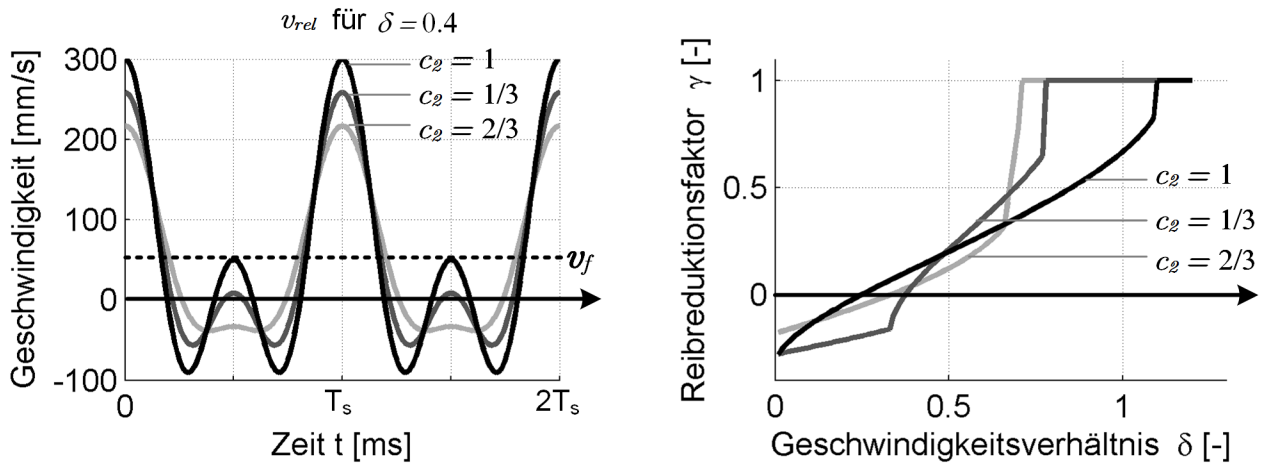 v_rel für δ = 0.4
Geschwindigkeit [mm/s]
300
200
100
0
-100
c₂ = 1
c₂ = 1/3
c₂ = 2/3
v_f
0
T_s
2T_s
Zeit t [ms]
Reibreduktionsfaktor γ [-]
1
0.5
0
c₂ = 1
c₂ = 1/3
c₂ = 2/3
0
0.5
1
Geschwindigkeitsverhältnis δ [-]